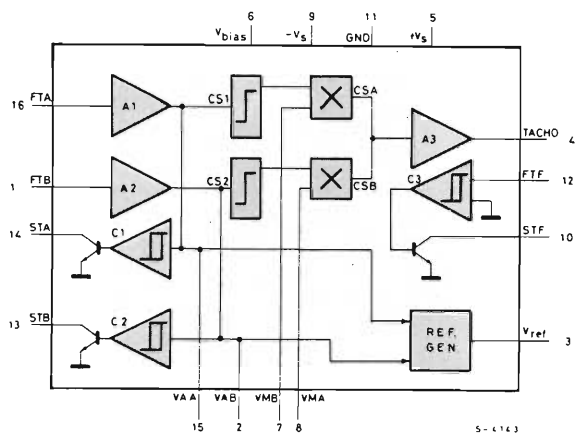 6 9 11 5
Vbias -Vs GND +Vs
FTA A1 CS1 CSA
16
A3 TACHO
4
FTB A2 CS2 CSB C3 FTF
1 12
STA C1 STF
14 10
STB C2 REF. GEN Vref
13 3
VAA VAB VMB VMA
15 2 7 8
S-4143